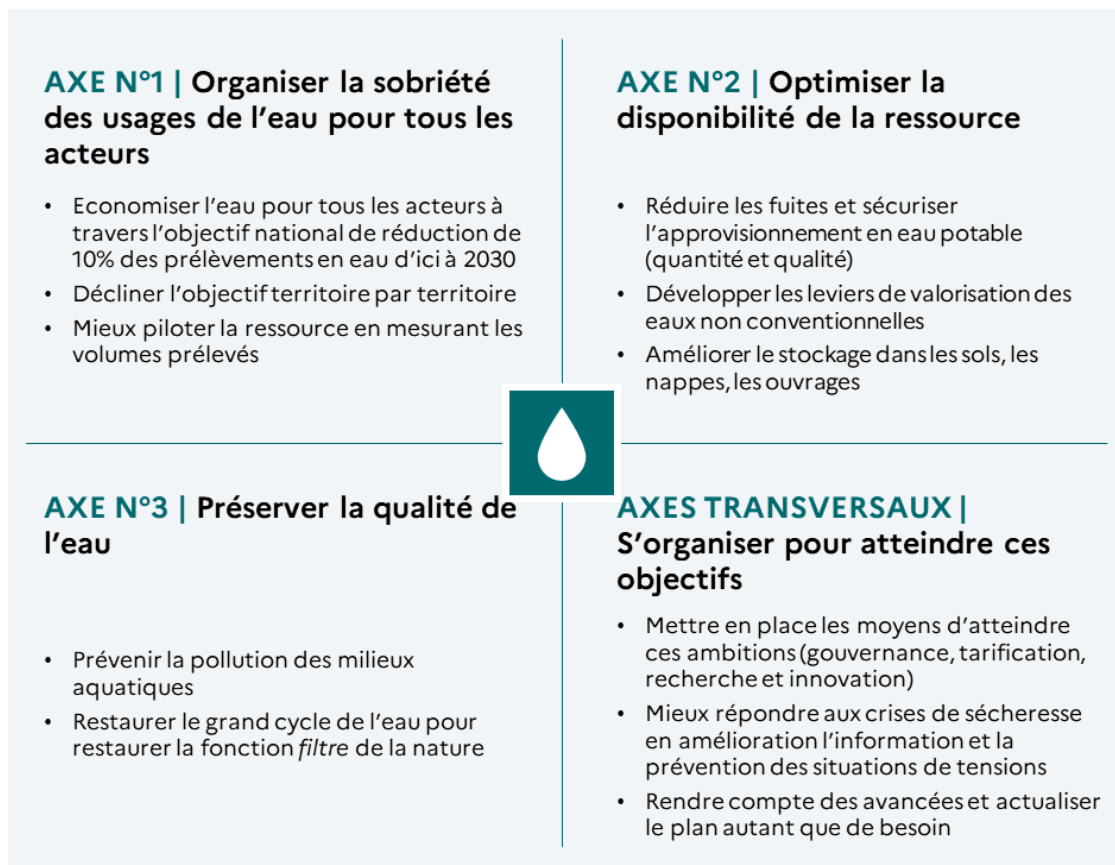 AXE N°1 | Organiser la sobriété
des usages de l'eau pour tous les
acteurs
• Economiser l'eau pour tous les acteurs à
travers l'objectif national de réduction de
10% des prélèvements en eau d'ici à 2030
• Décliner l'objectif territoire par territoire
• Mieux piloter la ressource en mesurant les
volumes prélevés
AXE N°2 | Optimiser la
disponibilité de la ressource
• Réduire les fuites et sécuriser
l'approvisionnement en eau potable
(quantité et qualité)
• Développer les leviers de valorisation des
eaux non conventionnelles
• Améliorer le stockage dans les sols, les
nappes, les ouvrages
AXE N°3 | Préserver la qualité de
l'eau
• Prévenir la pollution des milieux
aquatiques
• Restaurer le grand cycle de l'eau pour
restaurer la fonction filtre de la nature
AXES TRANSVERSAUX |
S'organiser pour atteindre ces
objectifs
• Mettre en place les moyens d'atteindre
ces ambitions (gouvernance, tarification,
recherche et innovation)
• Mieux répondre aux crises de sécheresse
en amélioration l'information et la
prévention des situations de tensions
• Rendre compte des avancées et actualiser
le plan autant que de besoin